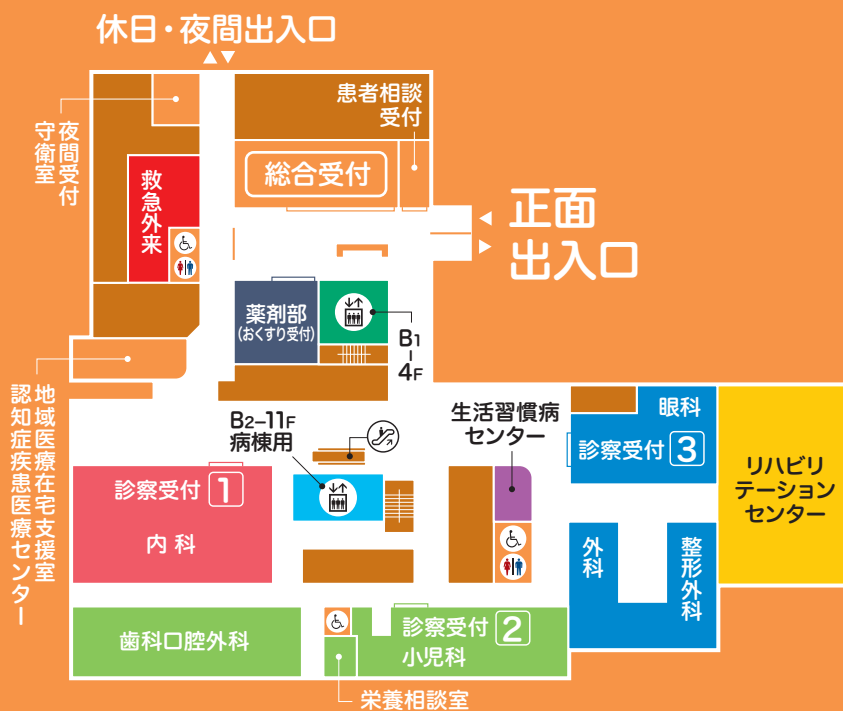 休日・夜間出入口
患者相談
受付
夜間受付
守衛室
総合受付
救急外来
正面
出入口
薬剤部
(おくすり受付)
B1
4F
地域医療在宅支援室
認知症疾患医療センター
B2-11F
病棟用
生活習慣病
センター
眼科
診察受付 3
リハビリ
テーション
センター
診察受付 1
内科
外科
整形外科
歯科口腔外科
診察受付 2
小児科
栄養相談室